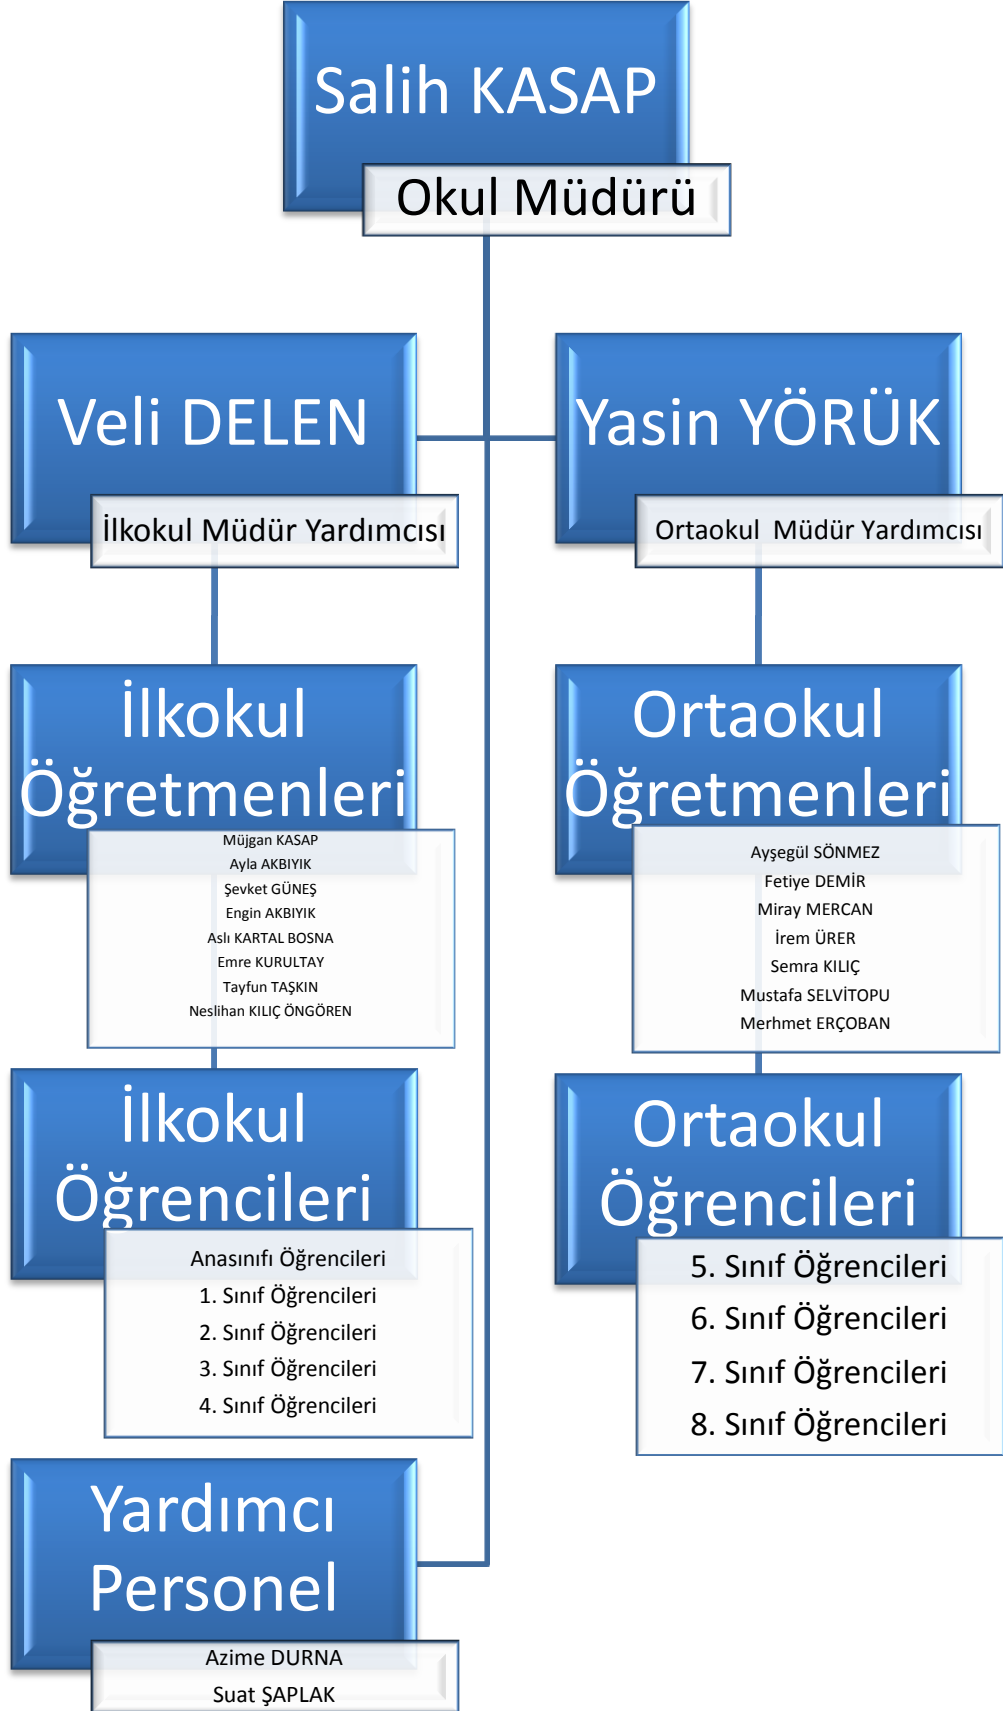 Salih KASAP
Okul Müdürü
Veli DELEN
İlkokul Müdür Yardımcısı
Yasin YÖRÜK
Ortaokul  Müdür Yardımcısı
İlkokul
Öğretmenleri
Müjgan KASAP
Ayla AKBIYIK
Şevket GÜNEŞ
Engin AKBIYIK
Aslı KARTAL BOSNA
Emre KURULTAY
Tayfun TAŞKIN
Neslihan KILIÇ ÖNGÖREN
Ortaokul
Öğretmenleri
Ayşegül SÖNMEZ
Fetiye DEMİR
Miray MERCAN
İrem ÜRER
Semra KILIÇ
Mustafa SELVİTOPU
Merhmet ERÇOBAN
İlkokul
Öğrencileri
Anasınıfı Öğrencileri
1. Sınıf Öğrencileri
2. Sınıf Öğrencileri
3. Sınıf Öğrencileri
4. Sınıf Öğrencileri
Ortaokul
Öğrencileri
5. Sınıf Öğrencileri
6. Sınıf Öğrencileri
7. Sınıf Öğrencileri
8. Sınıf Öğrencileri
Yardımcı
Personel
Azime DURNA
Suat ŞAPLAK